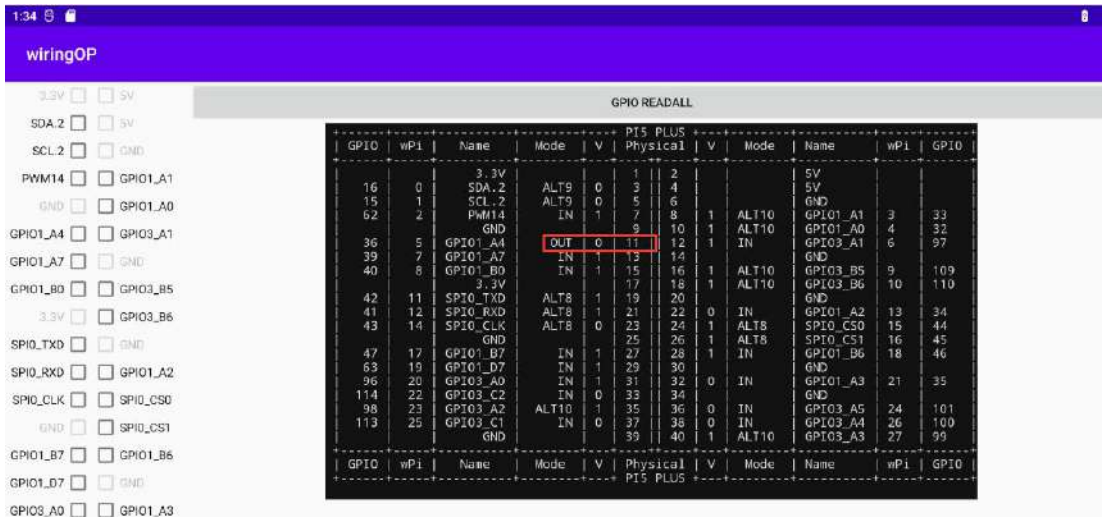 1:34
wiringOP
3.3V 5V
SDA.2 5V
SCL.2 GND
PWM14 GPIO1_A1
GND GPIO1_A0
GPIO1_A4 GPIO3_A1
GPIO1_A7 GND
GPIO1_B0 GPIO3_B5
3.3V GPIO3_B6
SPI0_TXD GND
SPI0_RXD GPIO1_A2
SPI0_CLK SPI0_CS0
GND SPI0_CS1
GPIO1_B7 GPIO1_B6
GPIO1_D7 GND
GPIO3_A0 GPIO1_A3
GPIO READALL
+------+-----+----------+--------+---+ PI5 PLUS +---+--------+----------+-----+------+
| GPIO | wPi | Name | Mode | V | Physical | V | Mode | Name | wPi | GPIO |
+------+-----+----------+--------+---+----++----+---+--------+----------+-----+------+
| | | 3.3V | | | 1 || 2 | | | 5V | | |
| 16 | 0 | SDA.2 | ALT9 | 0 | 3 || 4 | | | 5V | | |
| 15 | 1 | SCL.2 | ALT9 | 0 | 5 || 6 | | | GND | | |
| 62 | 2 | PWM14 | IN | 1 | 7 || 8 | 1 | ALT10 | GPIO1_A1 | 3 | 33 |
| | | GND | | | 9 || 10 | 1 | ALT10 | GPIO1_A0 | 4 | 32 |
| 36 | 5 | GPIO1_A4 | OUT | 0 | 11 || 12 | 1 | IN | GPIO3_A1 | 6 | 97 |
| 39 | 7 | GPIO1_A7 | IN | 1 | 13 || 14 | | | GND | | |
| 40 | 8 | GPIO1_B0 | IN | 1 | 15 || 16 | 1 | ALT10 | GPIO3_B5 | 9 | 109 |
| | | 3.3V | | | 17 || 18 | 1 | ALT10 | GPIO3_B6 | 10 | 110 |
| 42 | 11 | SPI0_TXD | ALT8 | 1 | 19 || 20 | | | GND | | |
| 41 | 12 | SPI0_RXD | ALT8 | 1 | 21 || 22 | 0 | IN | GPIO1_A2 | 13 | 34 |
| 43 | 14 | SPI0_CLK | ALT8 | 0 | 23 || 24 | 1 | ALT8 | SPI0_CS0 | 15 | 44 |
| | | GND | | | 25 || 26 | 1 | ALT8 | SPI0_CS1 | 16 | 45 |
| 47 | 17 | GPIO1_B7 | IN | 1 | 27 || 28 | 1 | IN | GPIO1_B6 | 18 | 46 |
| 63 | 19 | GPIO1_D7 | IN | 1 | 29 || 30 | | | GND | | |
| 96 | 20 | GPIO3_A0 | IN | 1 | 31 || 32 | 0 | IN | GPIO1_A3 | 21 | 35 |
| 114 | 22 | GPIO3_C2 | IN | 0 | 33 || 34 | | | GND | | |
| 98 | 23 | GPIO3_A2 | ALT10 | 1 | 35 || 36 | 0 | IN | GPIO3_A5 | 24 | 101 |
| 113 | 25 | GPIO3_C1 | IN | 0 | 37 || 38 | 0 | IN | GPIO3_A4 | 26 | 100 |
| | | GND | | | 39 || 40 | 1 | ALT10 | GPIO3_A3 | 27 | 99 |
+------+-----+----------+--------+---+----++----+---+--------+----------+-----+------+
| GPIO | wPi | Name | Mode | V | Physical | V | Mode | Name | wPi | GPIO |
+------+-----+----------+--------+---+ PI5 PLUS +---+--------+----------+-----+------+